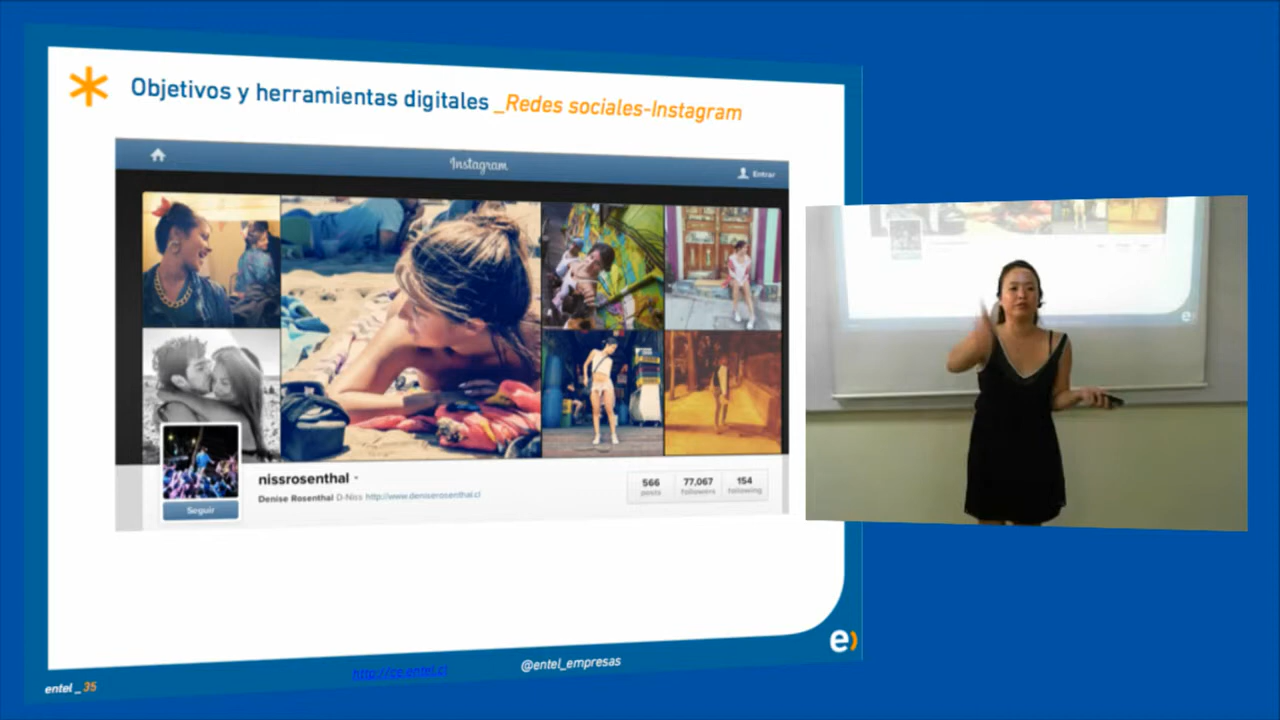 Objetivos y herramientas digitales _Redes sociales-Instagram
Instagram
Entrar
nissrosenthal
Denise Rosenthal D-Niss http://www.deniserosenthal.cl
Seguir
566 posts
77,067 followers
154 following
e)
entel _ 35
http://ce.entel.cl
@entel_empresas